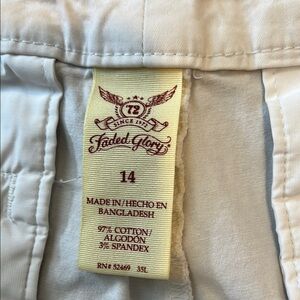 72
SINCE 1972
Faded Glory
14
MADE IN/HECHO EN
BANGLADESH
97% COTTON/
ALGODÓN
3% SPANDEX
RN# 52469 35L